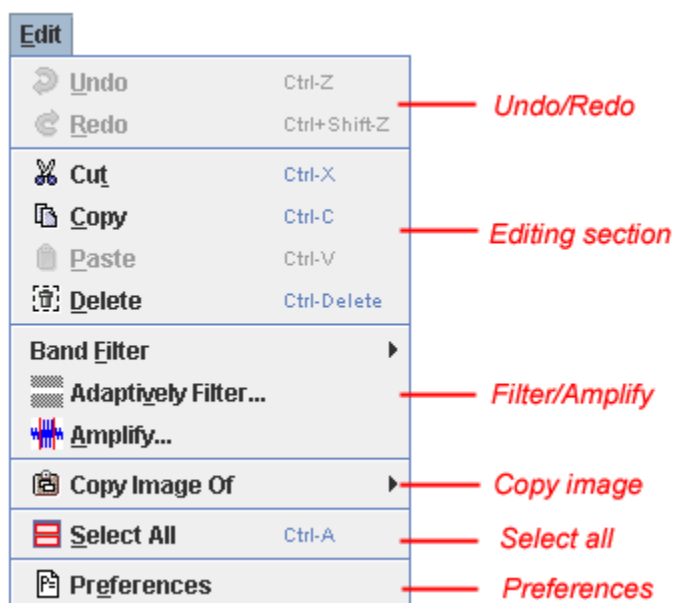 Edit
Undo Ctrl-Z
Undo/Redo
Redo Ctrl+Shift-Z
Cut Ctrl-X
Copy Ctrl-C
Editing section
Paste Ctrl-V
Delete Ctrl-Delete
Band Filter
Adaptively Filter...
Filter/Amplify
Amplify...
Copy Image Of
Copy image
Select All Ctrl-A
Select all
Preferences
Preferences